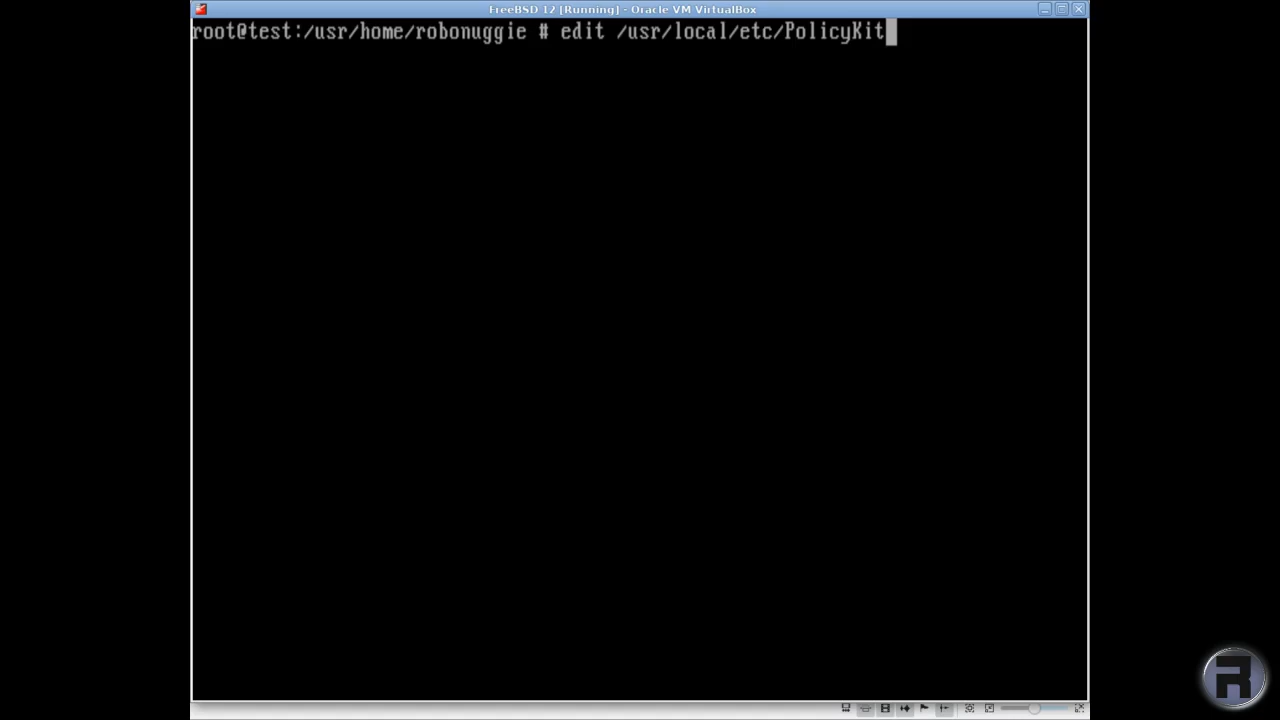 FreeBSD 12 [Running] - Oracle VM VirtualBox
root@test:/usr/home/robonuggie # edit /usr/local/etc/PolicyKit
R